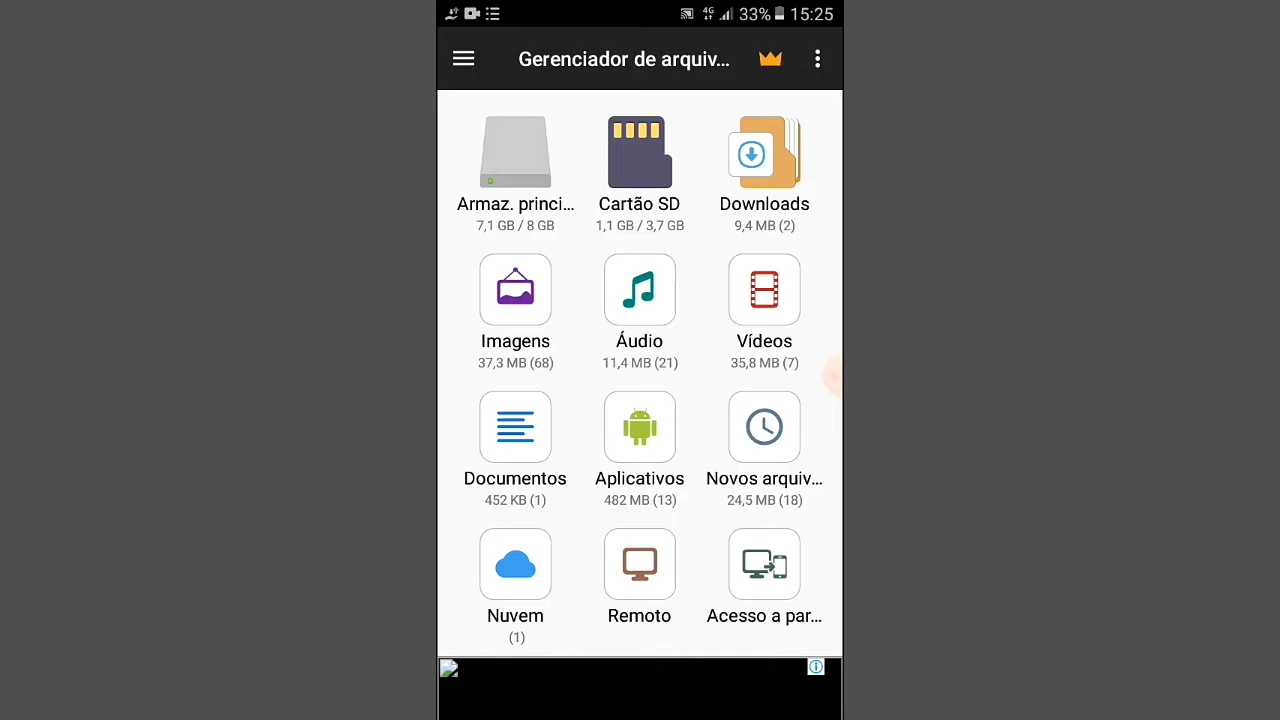 4G 33% 15:25
Gerenciador de arquiv...
Armaz. princi... Cartão SD Downloads
7,1 GB / 8 GB 1,1 GB / 3,7 GB 9,4 MB (2)
Imagens Áudio Vídeos
37,3 MB (68) 11,4 MB (21) 35,8 MB (7)
Documentos Aplicativos Novos arquiv...
452 KB (1) 482 MB (13) 24,5 MB (18)
Nuvem Remoto Acesso a par...
(1)